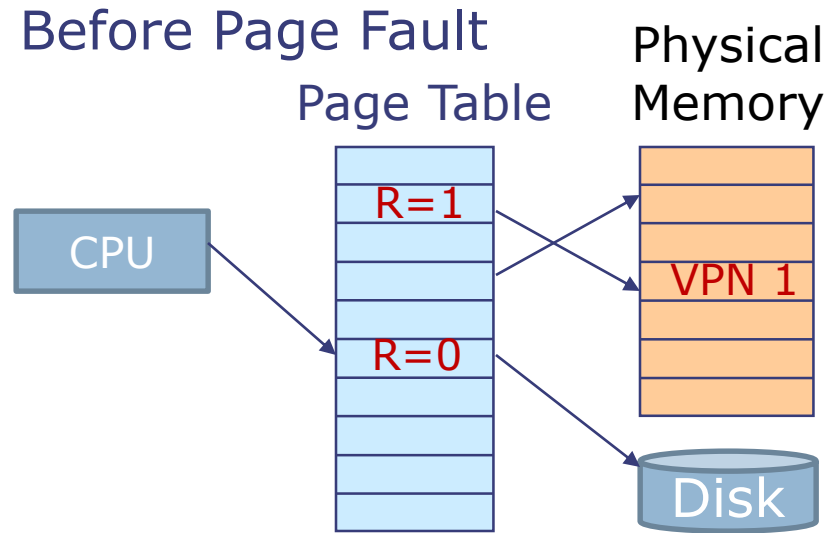 Before Page Fault
Physical
Memory
Page Table
R=1
CPU
VPN 1
R=0
Disk